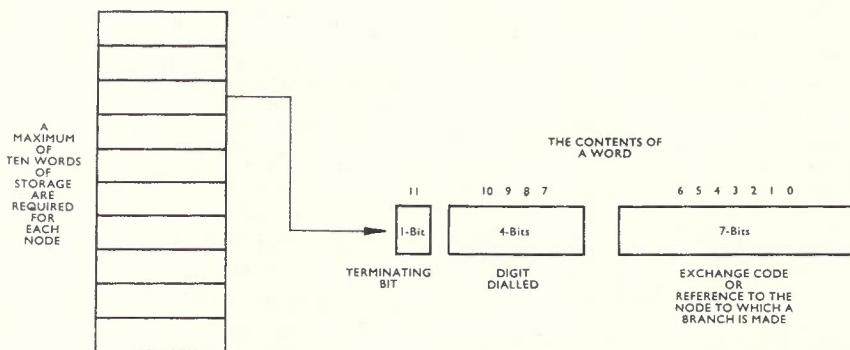 A
MAXIMUM
OF
TEN WORDS
OF
STORAGE
ARE
REQUIRED
FOR
EACH
NODE
THE CONTENTS OF
A WORD
11
10 9 8 7
6 5 4 3 2 1 0
1-Bit
4-Bits
7-Bits
TERMINATING
BIT
DIGIT
DIALLED
EXCHANGE CODE
OR
REFERENCE TO THE
NODE TO WHICH A
BRANCH IS MADE